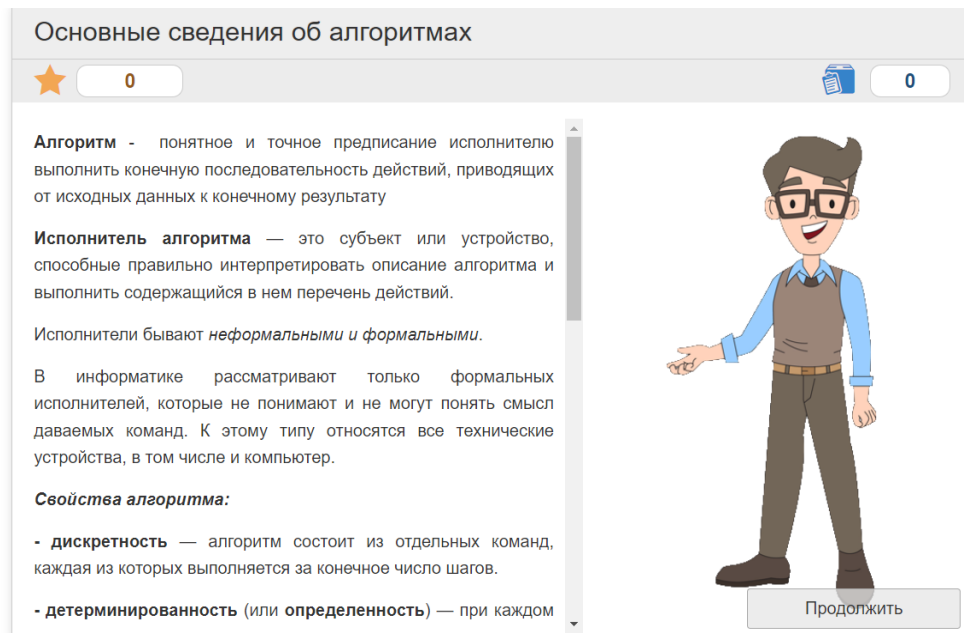 Основные сведения об алгоритмах
0
0
Алгоритм - понятное и точное предписание исполнителю
выполнить конечную последовательность действий, приводящих
от исходных данных к конечному результату
Исполнитель алгоритма — это субъект или устройство,
способные правильно интерпретировать описание алгоритма и
выполнить содержащийся в нем перечень действий.
Исполнители бывают неформальными и формальными.
В информатике рассматривают только формальных
исполнителей, которые не понимают и не могут понять смысл
даваемых команд. К этому типу относятся все технические
устройства, в том числе и компьютер.
Свойства алгоритма:
- дискретность — алгоритм состоит из отдельных команд,
каждая из которых выполняется за конечное число шагов.
- детерминированность (или определенность) — при каждом
Продолжить